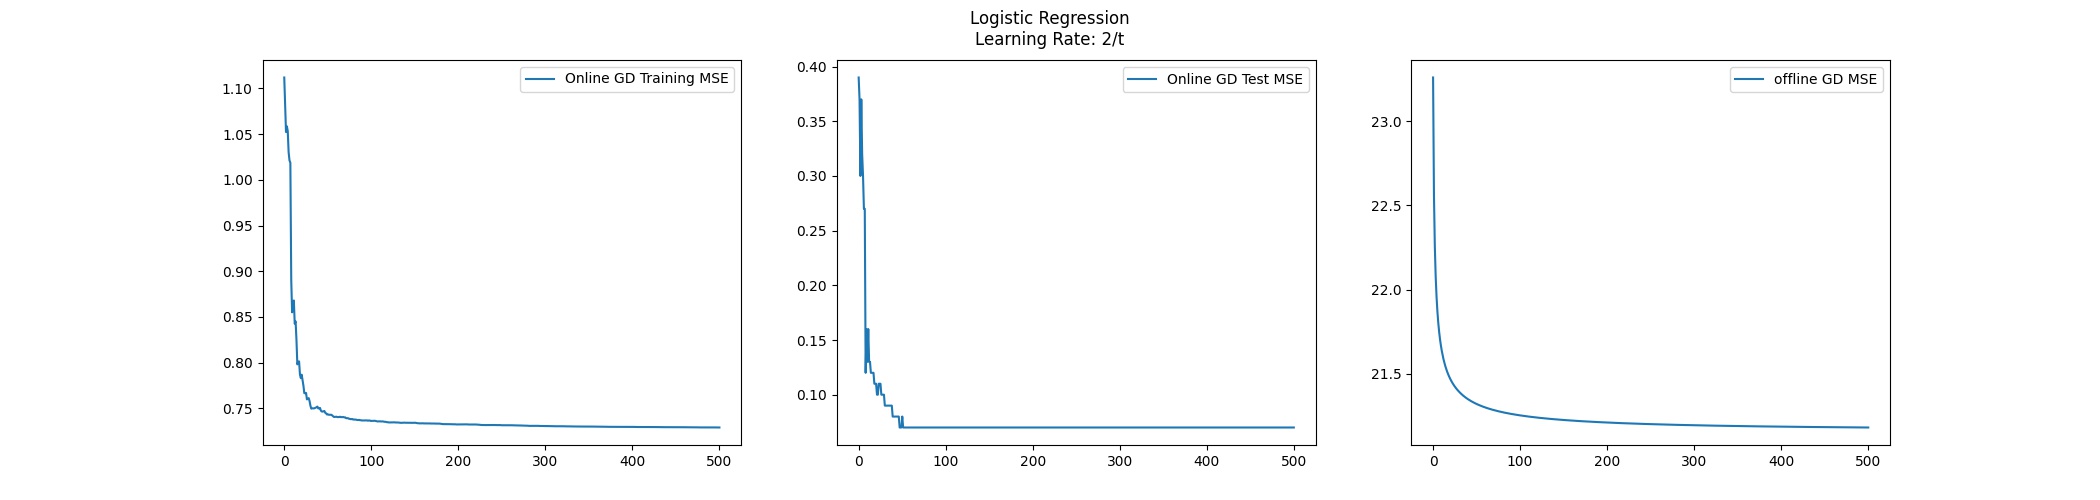 Logistic Regression
Learning Rate: 2/t
Online GD Training MSE
1.10
1.05
1.00
0.95
0.90
0.85
0.80
0.75
0 100 200 300 400 500
Online GD Test MSE
0.40
0.35
0.30
0.25
0.20
0.15
0.10
0 100 200 300 400 500
offline GD MSE
23.0
22.5
22.0
21.5
0 100 200 300 400 500